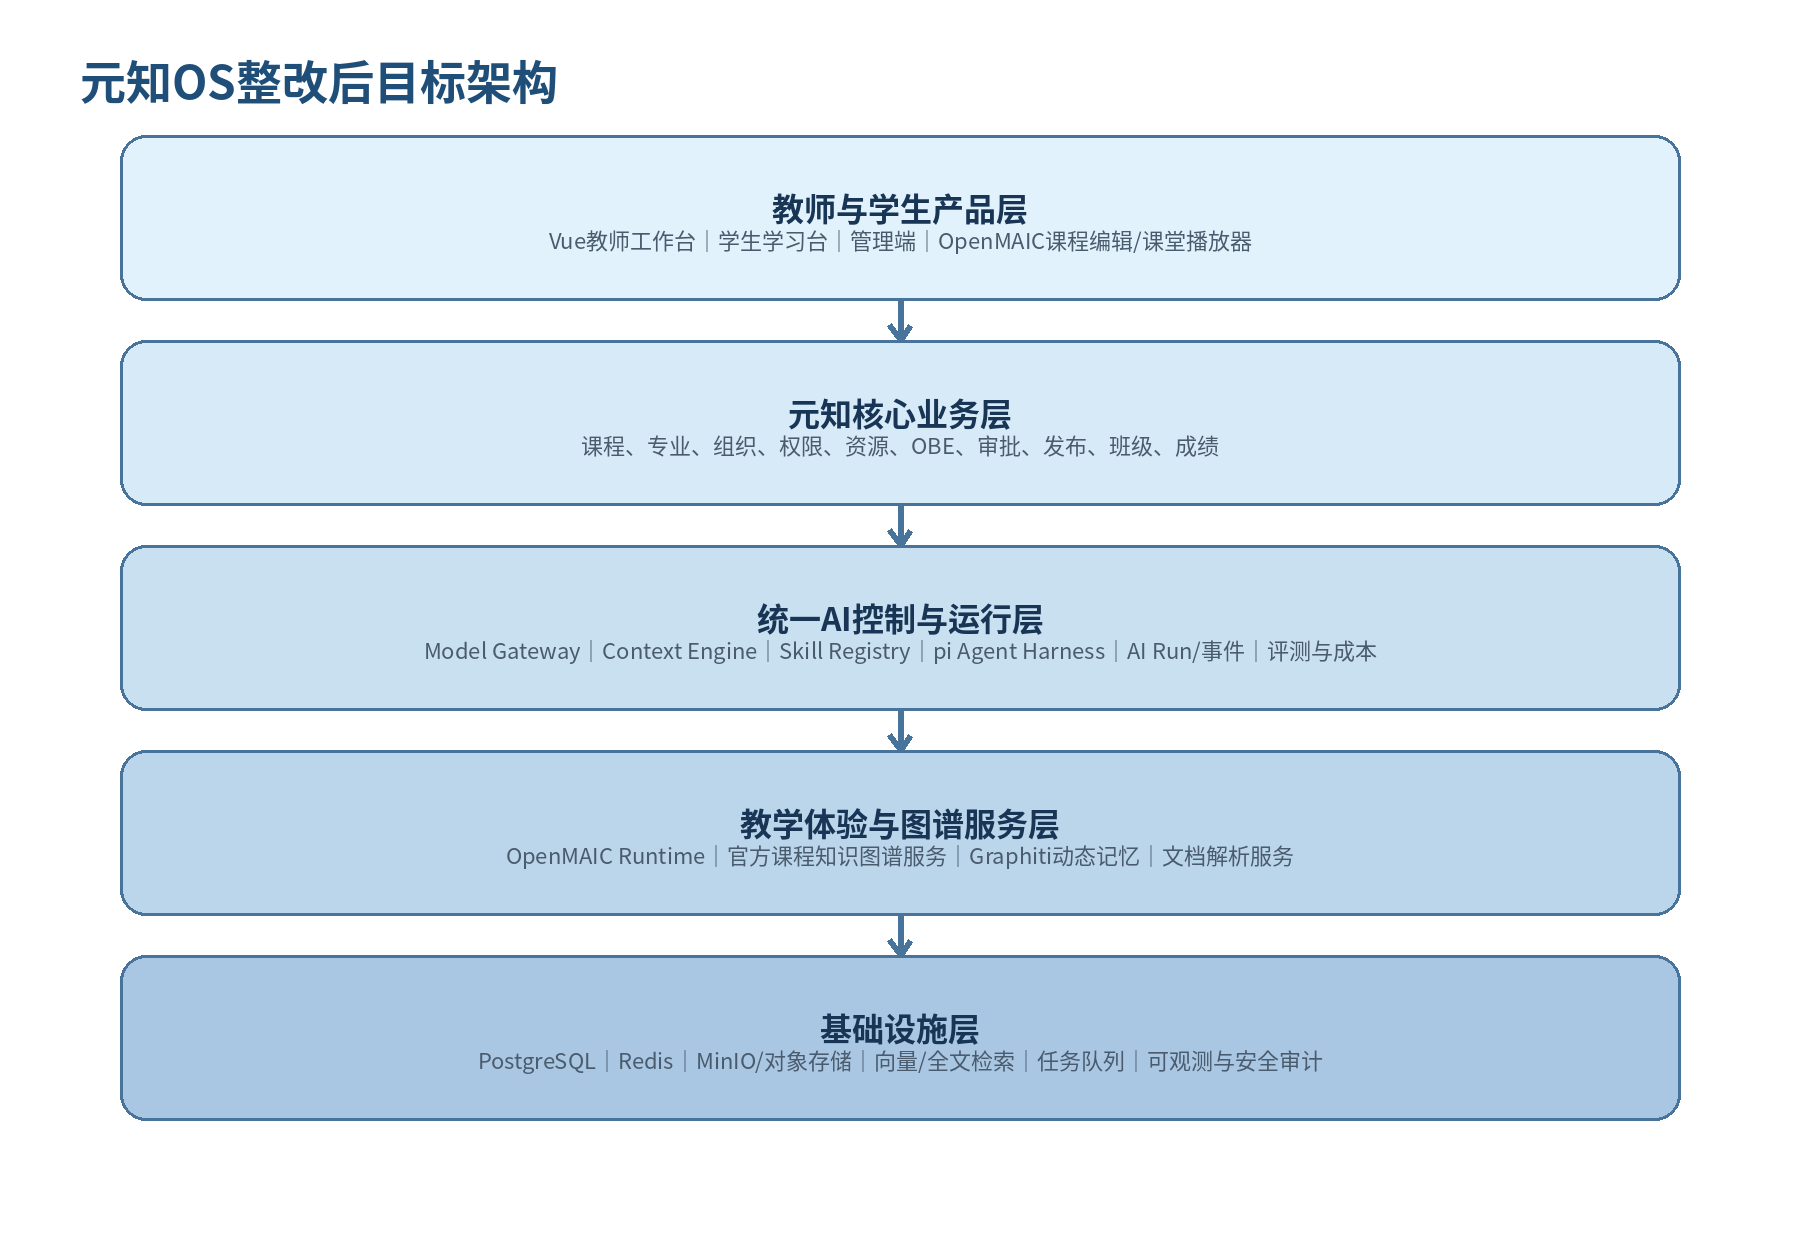 元知OS整改后目标架构
教师与学生产品层
Vue教师工作台｜学生学习台｜管理端｜OpenMAIC课程编辑/课堂播放器
元知核心业务层
课程、专业、组织、权限、资源、OBE、审批、发布、班级、成绩
统一AI控制与运行层
Model Gateway｜Context Engine｜Skill Registry｜pi Agent Harness｜AI Run/事件｜评测与成本
教学体验与图谱服务层
OpenMAIC Runtime｜官方课程知识图谱服务｜Graphiti动态记忆｜文档解析服务
基础设施层
PostgreSQL｜Redis｜MinIO/对象存储｜向量/全文检索｜任务队列｜可观测与安全审计